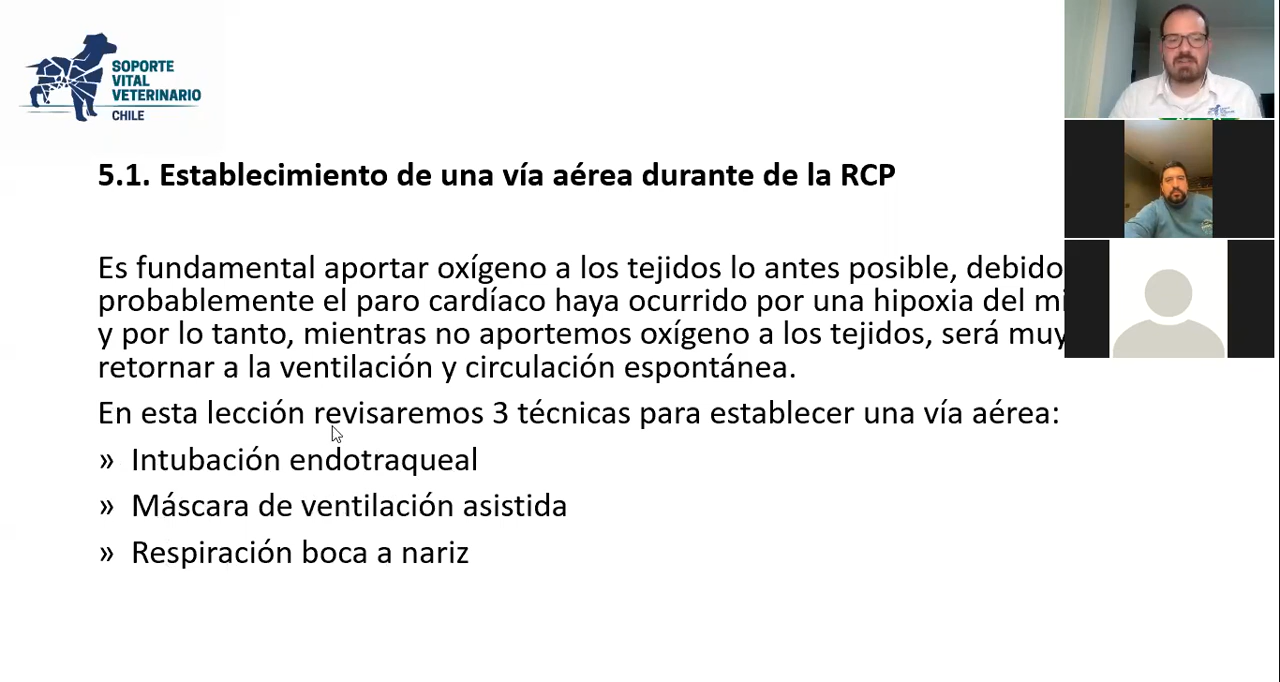 SOPORTE
VITAL
VETERINARIO
CHILE
5.1. Establecimiento de una vía aérea durante de la RCP
Es fundamental aportar oxígeno a los tejidos lo antes posible, debido
probablemente el paro cardíaco haya ocurrido por una hipoxia del
y por lo tanto, mientras no aportemos oxígeno a los tejidos, será muy
retornar a la ventilación y circulación espontánea.
En esta lección revisaremos 3 técnicas para establecer una vía aérea:
» Intubación endotraqueal
» Máscara de ventilación asistida
» Respiración boca a nariz